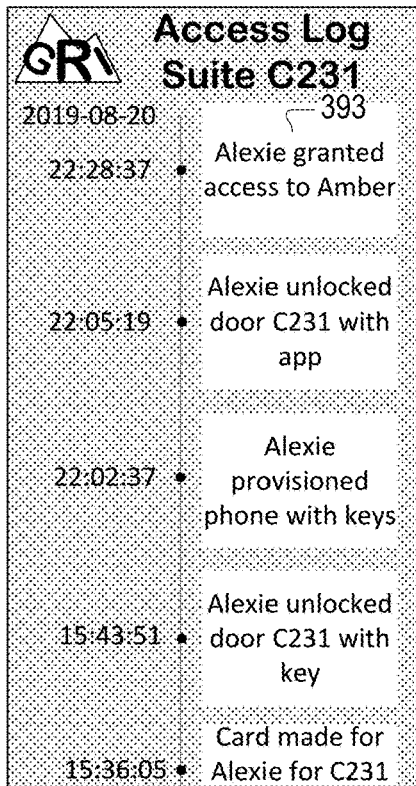 GRI
Access Log
Suite C231
2019-08-20
393
22:28:37
Alexie granted
access to Amber
22:05:19
Alexie unlocked
door C231 with
app
22:02:37
Alexie
provisioned
phone with keys
15:43:51
Alexie unlocked
door C231 with
key
15:36:05
Card made for
Alexie for C231